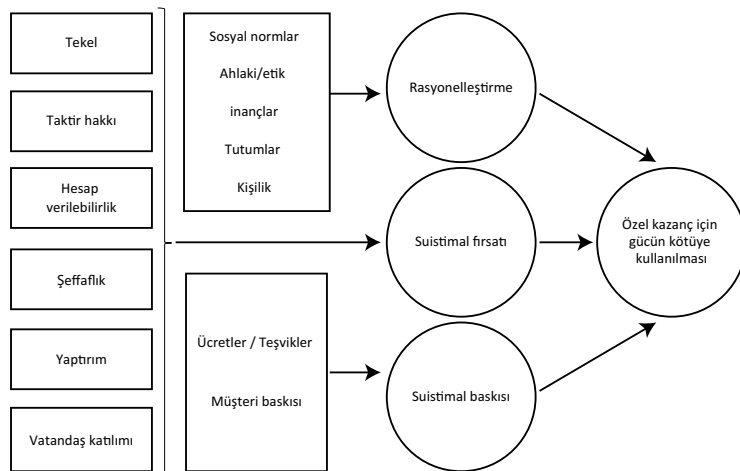 Tekel
Taktir hakkı
Hesap
verilebilirlik
Şeffaflık
Yaptırım
Vatandaş katılımı
Sosyal normlar
Ahlaki/etik
inançlar
Tutumlar
Kişilik
Ücretler / Teşvikler
Müşteri baskısı
Rasyonelleştirme
Suistimal fırsatı
Suistimal baskısı
Özel kazanç için
gücün kötüye
kullanılması